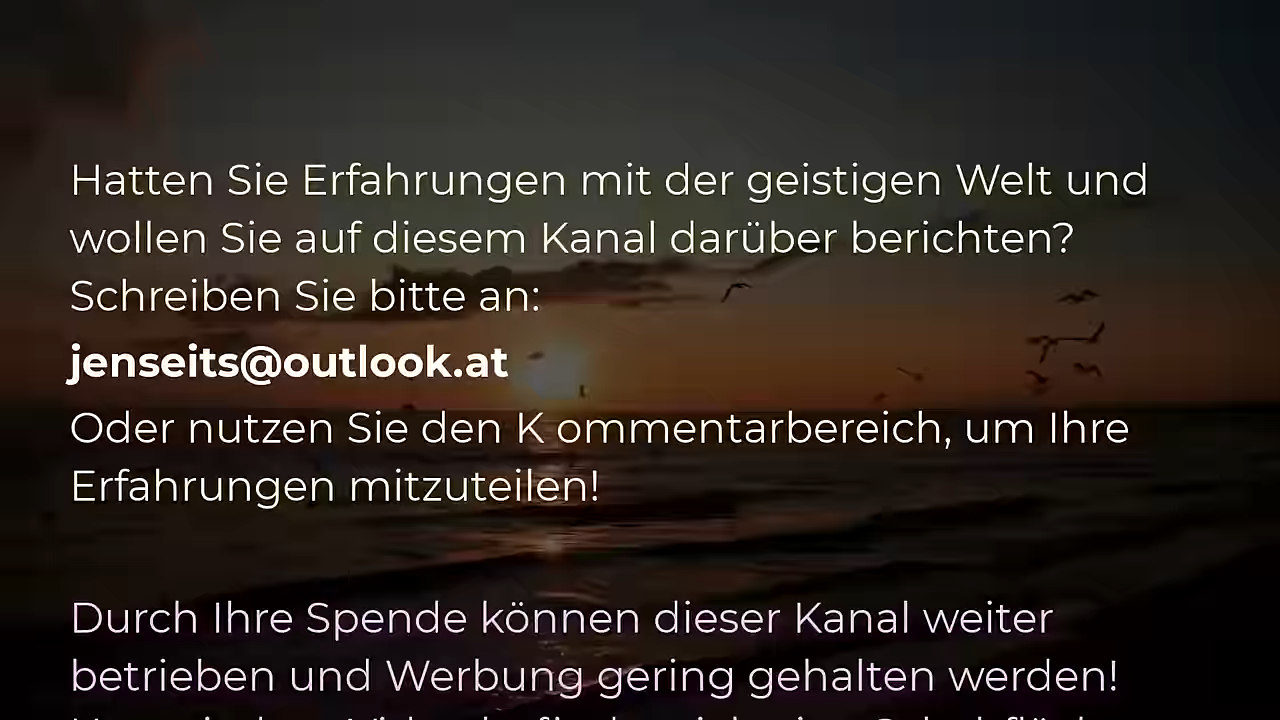 Hatten Sie Erfahrungen mit der geistigen Welt und
wollen Sie auf diesem Kanal darüber berichten?
Schreiben Sie bitte an:
jenseits@outlook.at
Oder nutzen Sie den K ommentarbereich, um Ihre
Erfahrungen mitzuteilen!
Durch Ihre Spende können dieser Kanal weiter
betrieben und Werbung gering gehalten werden!